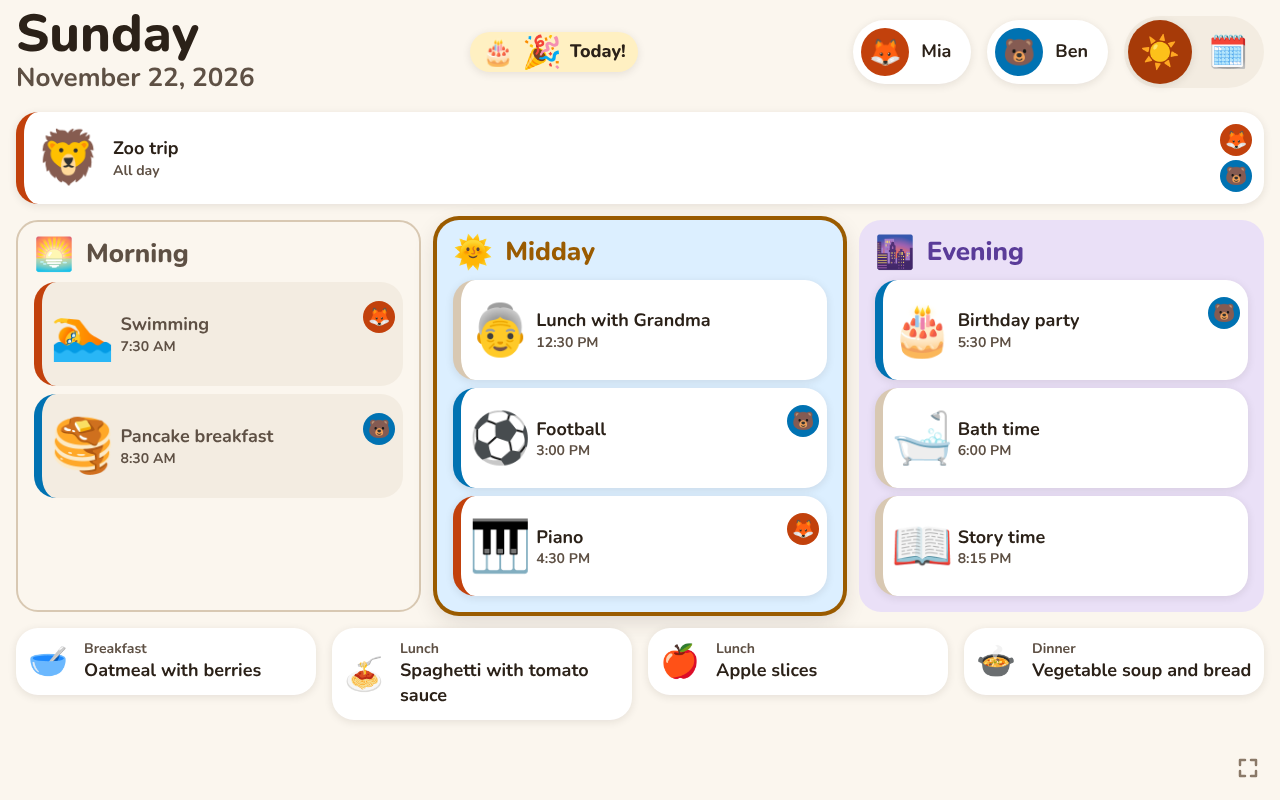 Sunday
November 22, 2026
Today!
Mia
Ben
Zoo trip
All day
Morning
Swimming
7:30 AM
Pancake breakfast
8:30 AM
Midday
Lunch with Grandma
12:30 PM
Football
3:00 PM
Piano
4:30 PM
Evening
Birthday party
5:30 PM
Bath time
6:00 PM
Story time
8:15 PM
Breakfast
Oatmeal with berries
Lunch
Spaghetti with tomato
sauce
Lunch
Apple slices
Dinner
Vegetable soup and bread